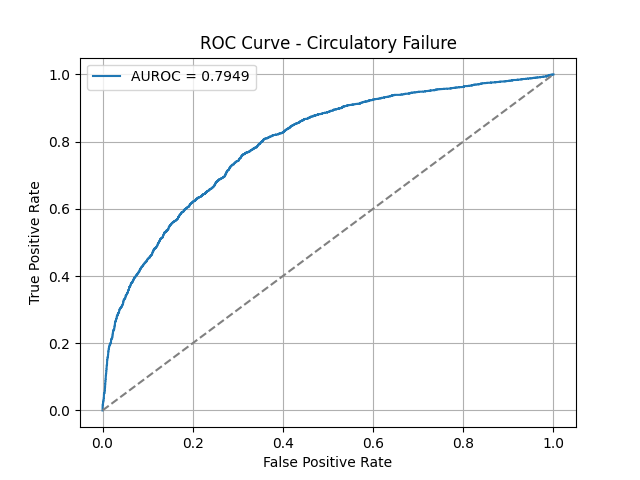 ROC Curve - Circulatory Failure
AUROC = 0.7949
True Positive Rate
1.0
0.8
0.6
0.4
0.2
0.0
0.0 0.2 0.4 0.6 0.8 1.0
False Positive Rate